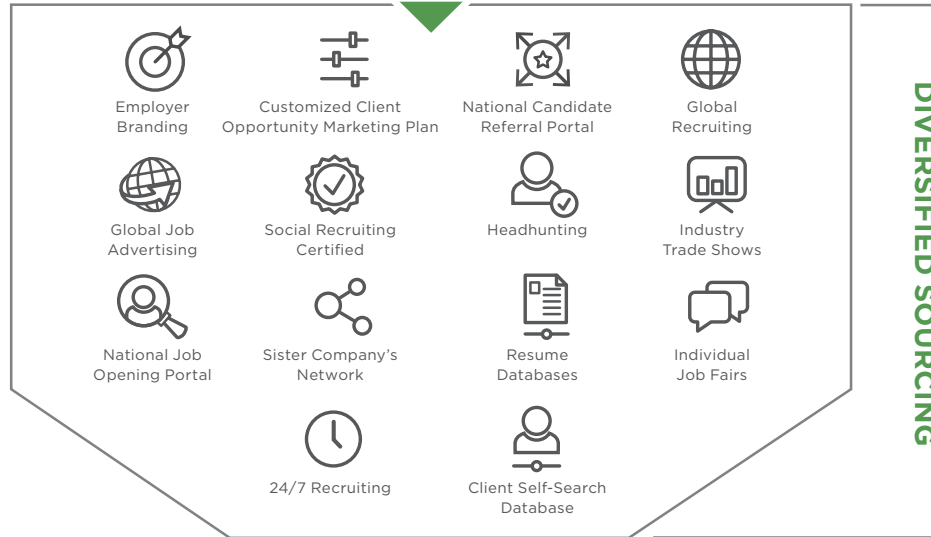 Employer
Branding
Customized Client
Opportunity Marketing Plan
National Candidate
Referral Portal
Global
Recruiting
Global Job
Advertising
Social Recruiting
Certified
Headhunting
Industry
Trade Shows
National Job
Opening Portal
Sister Company's
Network
Resume
Databases
Individual
Job Fairs
24/7 Recruiting
Client Self-Search
Database
DIVERSIFIED SOURCING